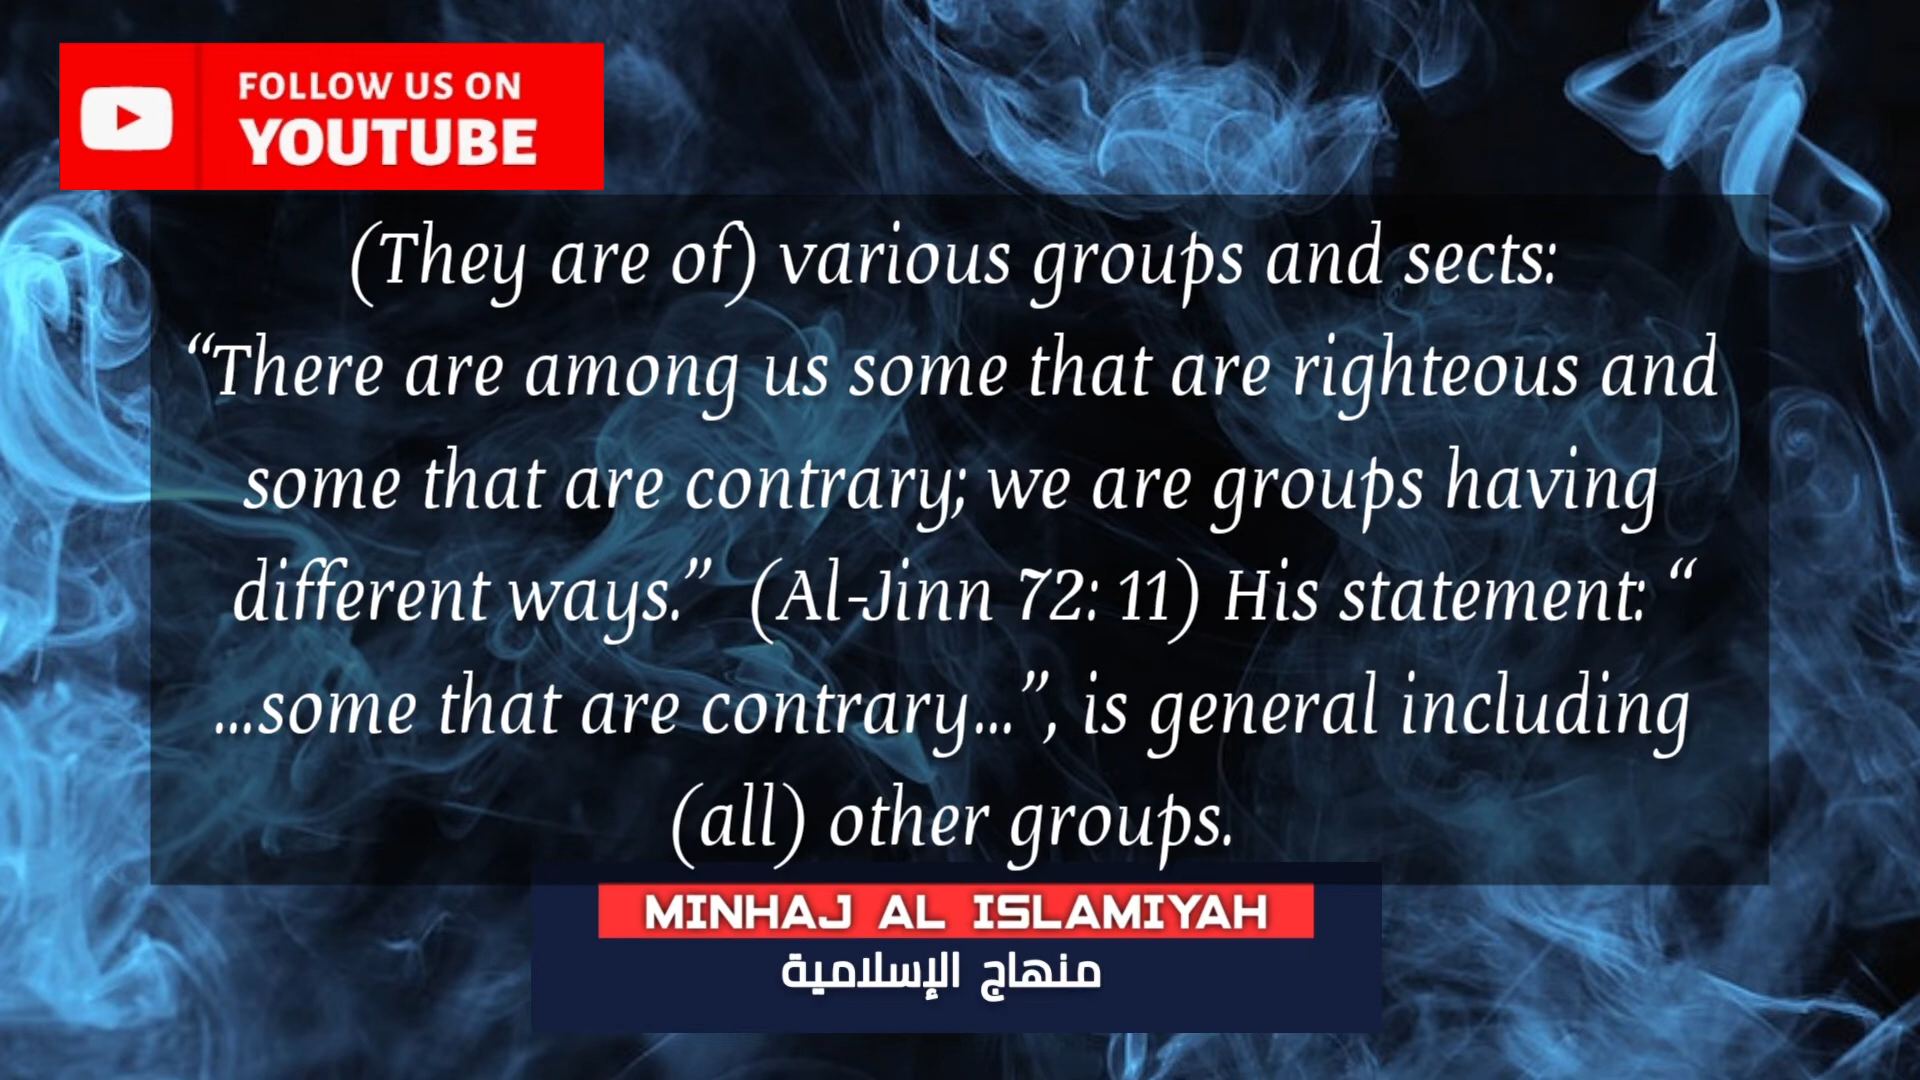 FOLLOW US ON
YOUTUBE
(They are of) various groups and sects:
“There are among us some that are righteous and
some that are contrary; we are groups having
different ways.” (Al-Jinn 72: 11) His statement: “
...some that are contrary...”, is general including
(all) other groups.
MINHAJ AL ISLAMIYAH
منهاج الإسلامية